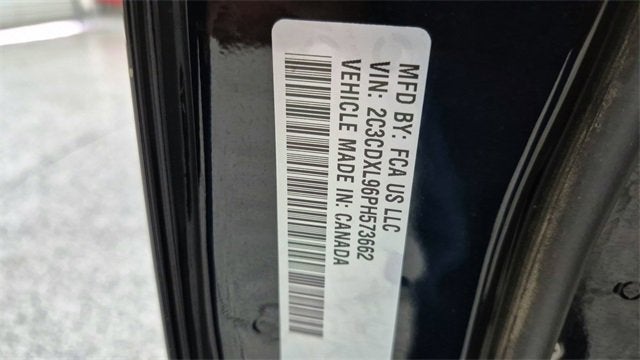 MFD BY: FCA US LLC
VIN: 2C3CDXL96PH573662
VEHICLE MADE IN: CANADA